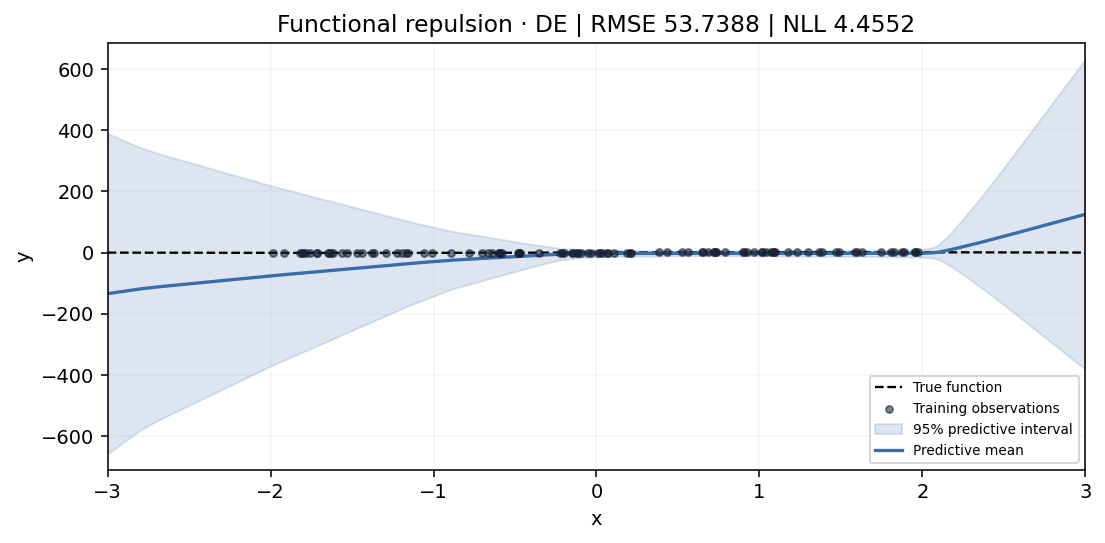 Functional repulsion · DE | RMSE 53.7388 | NLL 4.4552
600
400
200
0
−200
−400
−600
y
−3
−2
−1
0
1
2
3
x
True function
Training observations
95% predictive interval
Predictive mean